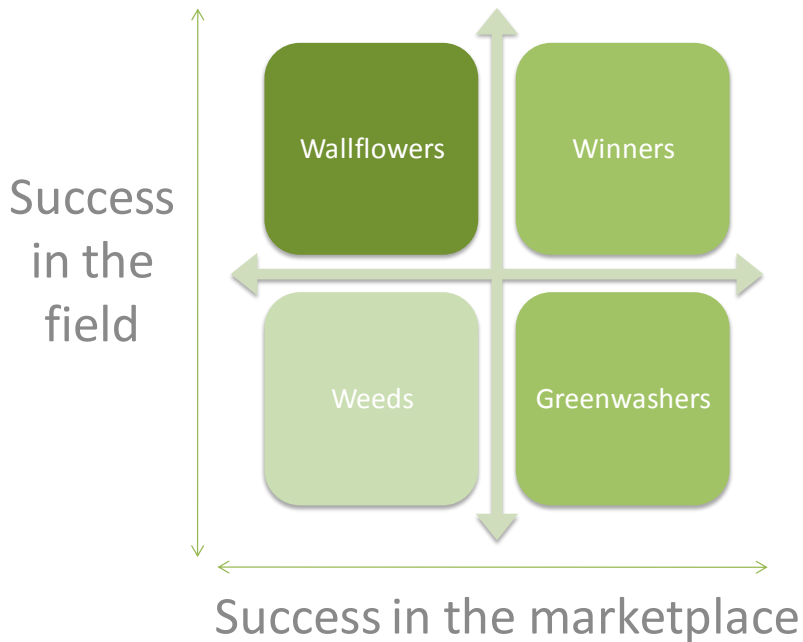 Wallflowers
Winners
Success
in the
field
Weeds
Greenwashers
Success in the marketplace